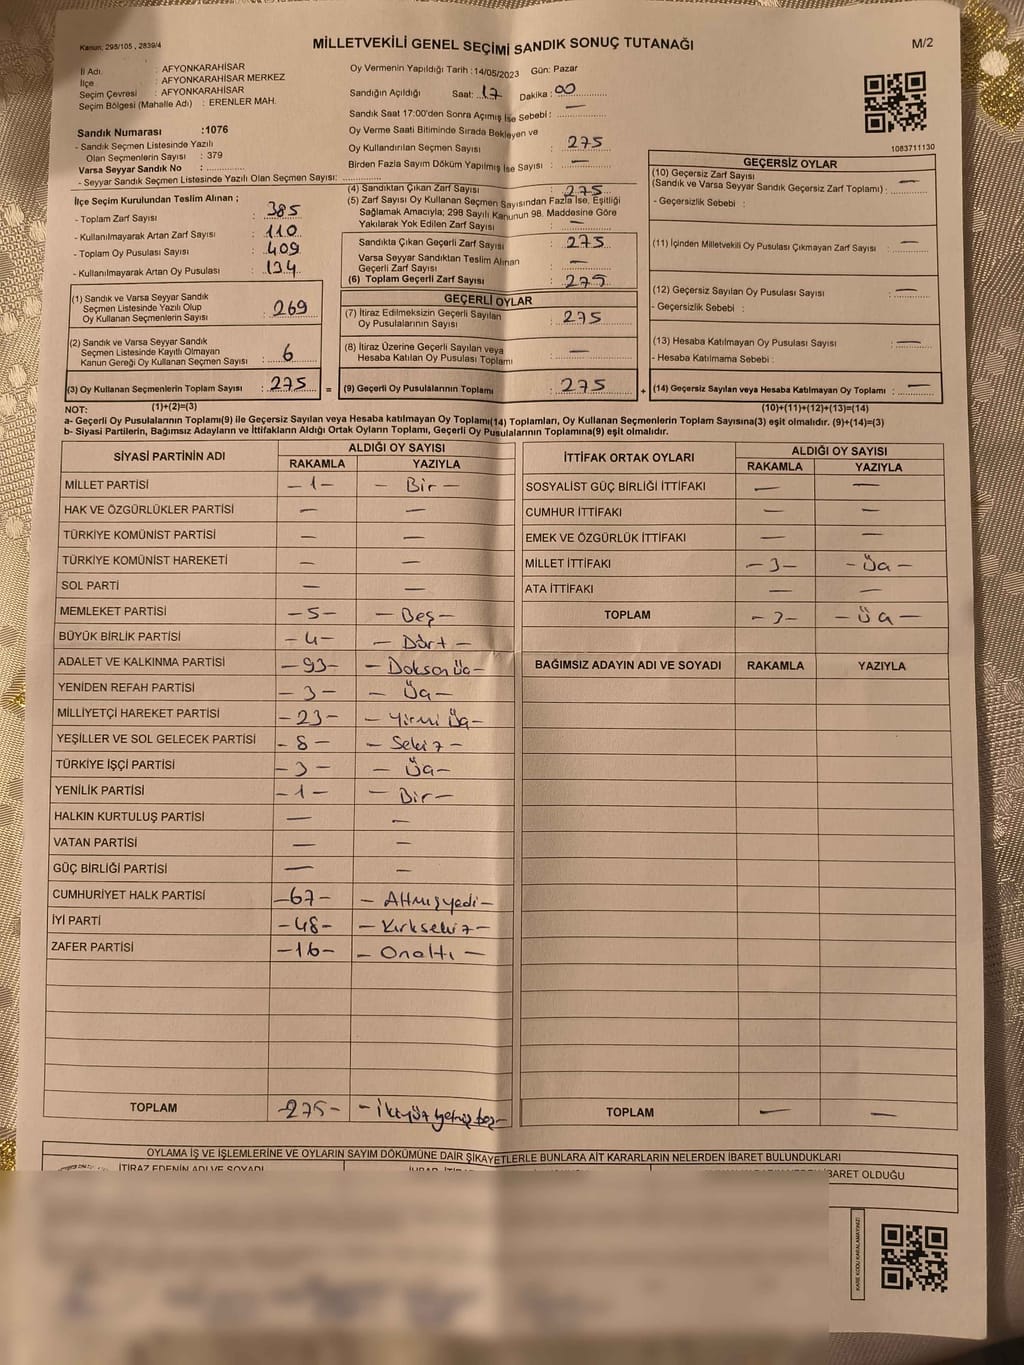 Kanun, 298/105 , 2839/4
MİLLETVEKİLİ GENEL SEÇİMİ SANDIK SONUÇ TUTANAĞI
M/2
İl Adı : AFYONKARAHİSAR
İlçe : AFYONKARAHİSAR MERKEZ
Seçim Çevresi : AFYONKARAHİSAR
Seçim Bölgesi (Mahalle Adı) : ERENLER MAH.
Sandık Numarası :1076
- Sandık Seçmen Listesinde Yazılı
Olan Seçmenlerin Sayısı : 379
Varsa Seyyar Sandık No :
- Seyyar Sandık Seçmen Listesinde Yazılı Olan Seçmen Sayısı:
Oy Vermenin Yapıldığı Tarih :14/05/2023 Gün: Pazar
Sandığın Açıldığı Saat: 17 Dakika : 00
Sandık Saat 17:00'den Sonra Açımış İse Sebebi : —
Oy Verme Saati Bitiminde Sırada Bekleyen ve
Oy Kullandırılan Seçmen Sayısı : 275
Birden Fazla Sayım Döküm Yapılmış İse Sayısı : —
1083711130
İlçe Seçim Kurulundan Teslim Alınan ;
- Toplam Zarf Sayısı : 385
- Kullanılmayarak Artan Zarf Sayısı : 110
- Toplam Oy Pusulası Sayısı : 409
- Kullanılmayarak Artan Oy Pusulası : 134
(4) Sandıktan Çıkan Zarf Sayısı : 275
(5) Zarf Sayısı Oy Kullanan Seçmen Sayısından Fazla İse, Eşitliği
Sağlamak Amacıyla; 298 Sayılı Kanunun 98. Maddesine Göre
Yakılarak Yok Edilen Zarf Sayısı : —
Sandıkta Çıkan Geçerli Zarf Sayısı : 275
Varsa Seyyar Sandıktan Teslim Alınan
Geçerli Zarf Sayısı : —
(6) Toplam Geçerli Zarf Sayısı : 275
GEÇERSİZ OYLAR
(10) Geçersiz Zarf Sayısı
(Sandık ve Varsa Seyyar Sandık Geçersiz Zarf Toplamı) : —
- Geçersizlik Sebebi :
(11) İçinden Milletvekili Oy Pusulası Çıkmayan Zarf Sayısı : —
(12) Geçersiz Sayılan Oy Pusulası Sayısı : —
- Geçersizlik Sebebi :
(13) Hesaba Katılmayan Oy Pusulası Sayısı : —
- Hesaba Katılmama Sebebi :
(1) Sandık ve Varsa Seyyar Sandık
Seçmen Listesinde Yazılı Olup
Oy Kullanan Seçmenlerin Sayısı : 269
(2) Sandık ve Varsa Seyyar Sandık
Seçmen Listesinde Kayıtlı Olmayan
Kanun Gereği Oy Kullanan Seçmen Sayısı : 6
GEÇERLİ OYLAR
(7) İtiraz Edilmeksizin Geçerli Sayılan
Oy Pusulalarının Sayısı : 275
(8) İtiraz Üzerine Geçerli Sayılan veya
Hesaba Katılan Oy Pusulası Toplamı : —
(3) Oy Kullanan Seçmenlerin Toplam Sayısı : 275 = (9) Geçerli Oy Pusulalarının Toplamı : 275 + (14) Geçersiz Sayılan veya Hesaba Katılmayan Oy Toplamı : —
NOT: (1)+(2)=(3) (10)+(11)+(12)+(13)=(14)
a- Geçerli Oy Pusulalarının Toplamı(9) ile Geçersiz Sayılan veya Hesaba katılmayan Oy Toplamı(14) Toplamları, Oy Kullanan Seçmenlerin Toplam Sayısına(3) eşit olmalıdır. (9)+(14)=(3)
b- Siyasi Partilerin, Bağımsız Adayların ve İttifakların Aldığı Ortak Oyların Toplamı, Geçerli Oy Pusulalarının Toplamına(9) eşit olmalıdır.
SİYASİ PARTİNİN ADI ALDIĞI OY SAYISI
RAKAMLA YAZIYLA
MİLLET PARTİSİ -1- - Bir -
HAK VE ÖZGÜRLÜKLER PARTİSİ — —
TÜRKİYE KOMÜNİST PARTİSİ — —
TÜRKİYE KOMÜNİST HAREKETİ — —
SOL PARTİ — —
MEMLEKET PARTİSİ -5- - Beş -
BÜYÜK BİRLİK PARTİSİ -4- - Dört -
ADALET VE KALKINMA PARTİSİ -93- - Doksan Üç -
YENİDEN REFAH PARTİSİ -3- - Üç -
MİLLİYETÇİ HAREKET PARTİSİ -23- - Yirmi Üç -
YEŞİLLER VE SOL GELECEK PARTİSİ -8- - Sekiz -
TÜRKİYE İŞÇİ PARTİSİ -3- - Üç -
YENİLİK PARTİSİ -1- - Bir -
HALKIN KURTULUŞ PARTİSİ — —
VATAN PARTİSİ — —
GÜÇ BİRLİĞİ PARTİSİ — —
CUMHURİYET HALK PARTİSİ -67- - Altmışyedi -
İYİ PARTİ -48- - Kırksekiz -
ZAFER PARTİSİ -16- - Onaltı -
TOPLAM -275- - İkiyüz yetmiş beş -
İTTİFAK ORTAK OYLARI ALDIĞI OY SAYISI
RAKAMLA YAZIYLA
SOSYALİST GÜÇ BİRLİĞİ İTTİFAKI — —
CUMHUR İTTİFAKI — —
EMEK VE ÖZGÜRLÜK İTTİFAKI — —
MİLLET İTTİFAKI -3- - Üç -
ATA İTTİFAKI — —
TOPLAM -3- - Üç -
BAĞIMSIZ ADAYIN ADI VE SOYADI RAKAMLA YAZIYLA
TOPLAM — —
OYLAMA İŞ VE İŞLEMLERİNE VE OYLARIN SAYIM DÖKÜMÜNE DAİR ŞİKAYETLERLE BUNLARA AİT KARARLARIN NELERDEN İBARET BULUNDUKLARI
İTİRAZ EDENİN ADI VE SOYADI
İBARET OLDUĞU
KARE KODU KARALAMAYINIZ!